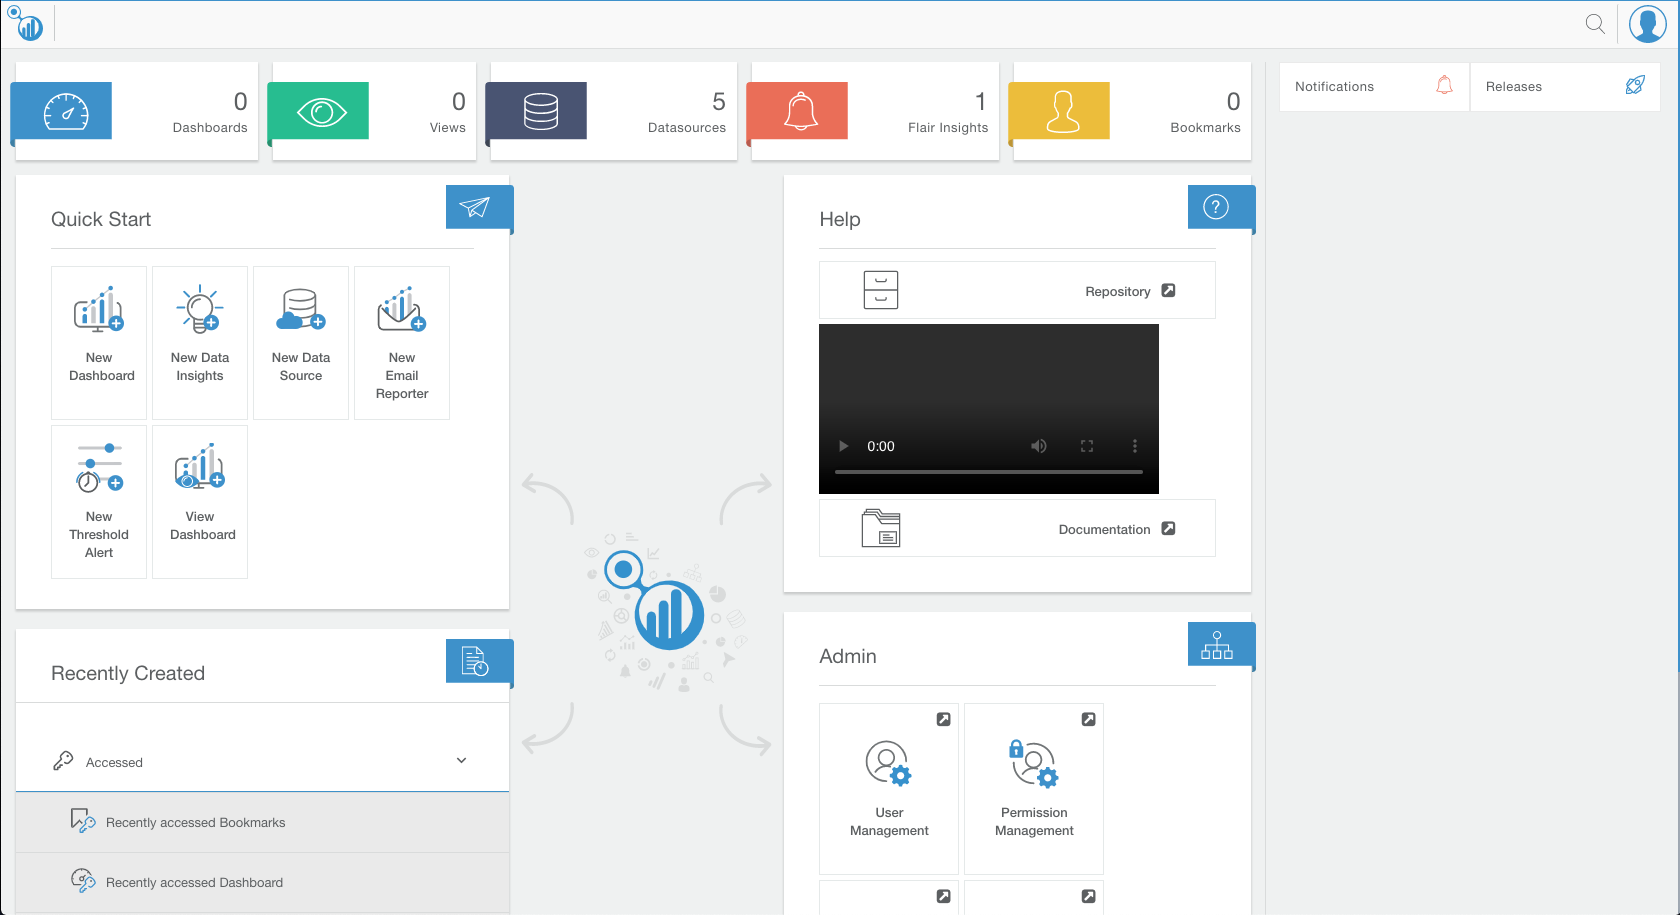 0
Dashboards
0
Views
5
Datasources
1
Flair Insights
0
Bookmarks
Notifications
Releases
Quick Start
New
Dashboard
New Data
Insights
New Data
Source
New
Email
Reporter
New
Threshold
Alert
View
Dashboard
Help
?
Repository
0:00
Documentation
Recently Created
Accessed
Recently accessed Bookmarks
Recently accessed Dashboard
Admin
User
Management
Permission
Management